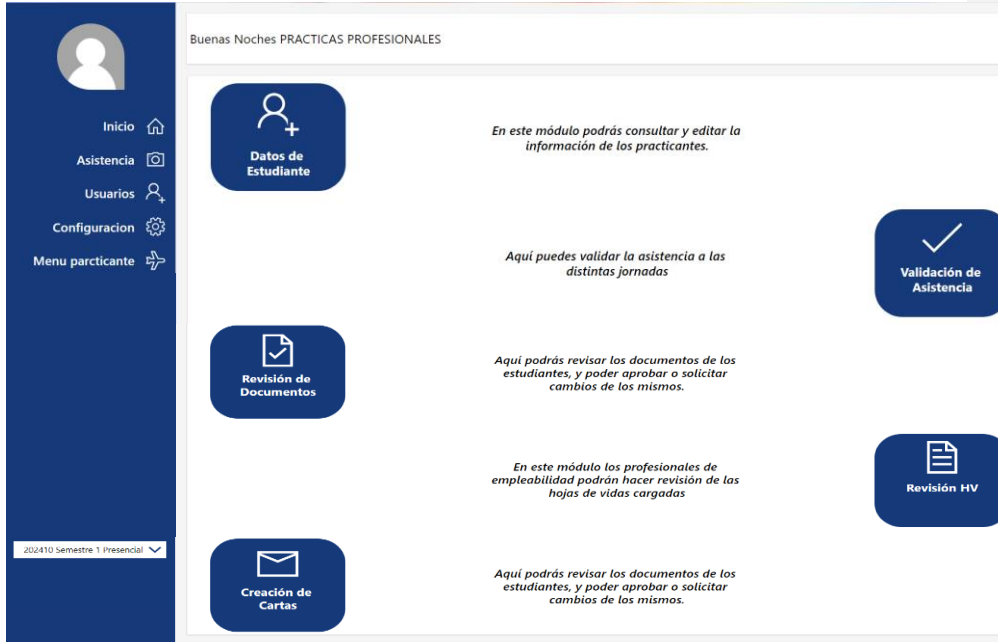 Buenas Noches PRACTICAS PROFESIONALES
Inicio
Asistencia
Usuarios
Configuracion
Menu parcticante
202410 Semestre 1 Presencial
Datos de
Estudiante
En este módulo podrás consultar y editar la
información de los practicantes.
Aquí puedes validar la asistencia a las
distintas jornadas
Validación de
Asistencia
Revisión de
Documentos
Aquí podrás revisar los documentos de los
estudiantes, y poder aprobar o solicitar
cambios de los mismos.
En este módulo los profesionales de
empleabilidad podrán hacer revisión de las
hojas de vidas cargadas
Revisión HV
Creación de
Cartas
Aquí podrás revisar los documentos de los
estudiantes, y poder aprobar o solicitar
cambios de los mismos.